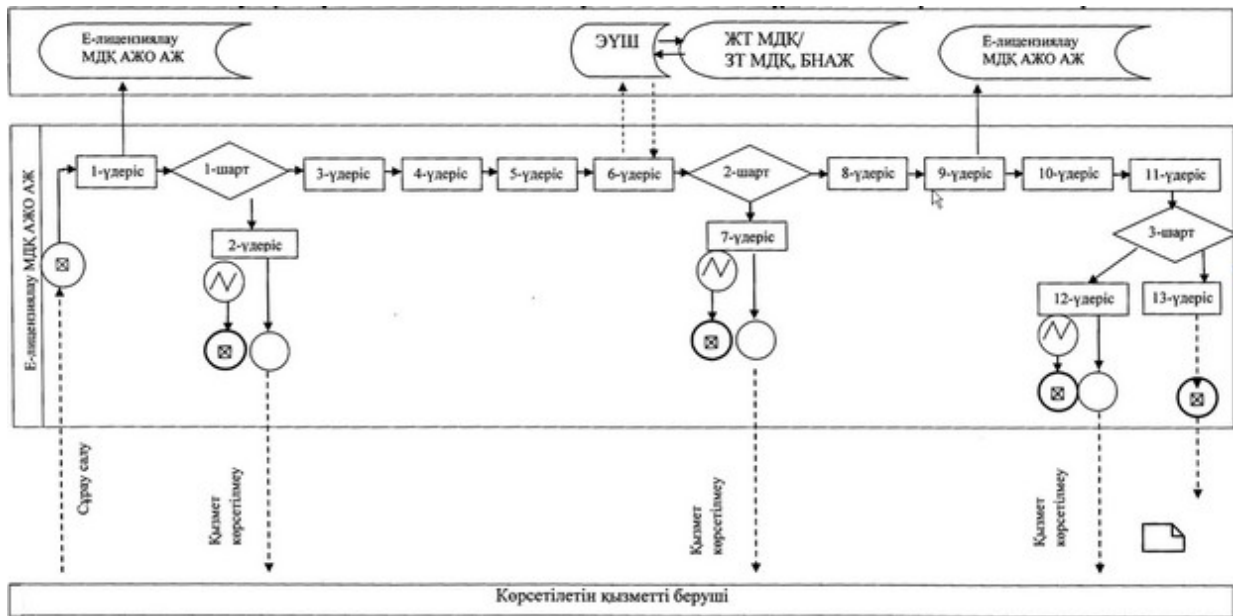 Е-лицензиялау
МДҚ АЖО АЖ
ЭҮШ
ЖТ МДҚ/
ЗТ МДҚ, БНАЖ
Е-лицензиялау
МДҚ АЖО АЖ
Е-лицензиялау МДҚ АЖО АЖ
1-үдеріс
1-шарт
3-үдеріс
4-үдеріс
5-үдеріс
6-үдеріс
2-шарт
8-үдеріс
9-үдеріс
10-үдеріс
11-үдеріс
2-үдеріс
7-үдеріс
3-шарт
12-үдеріс
13-үдеріс
Сұрау салу
Қызмет
көрсетілмеу
Қызмет
көрсетілмеу
Қызмет
көрсетілмеу
Көрсетілетін қызметті беруші